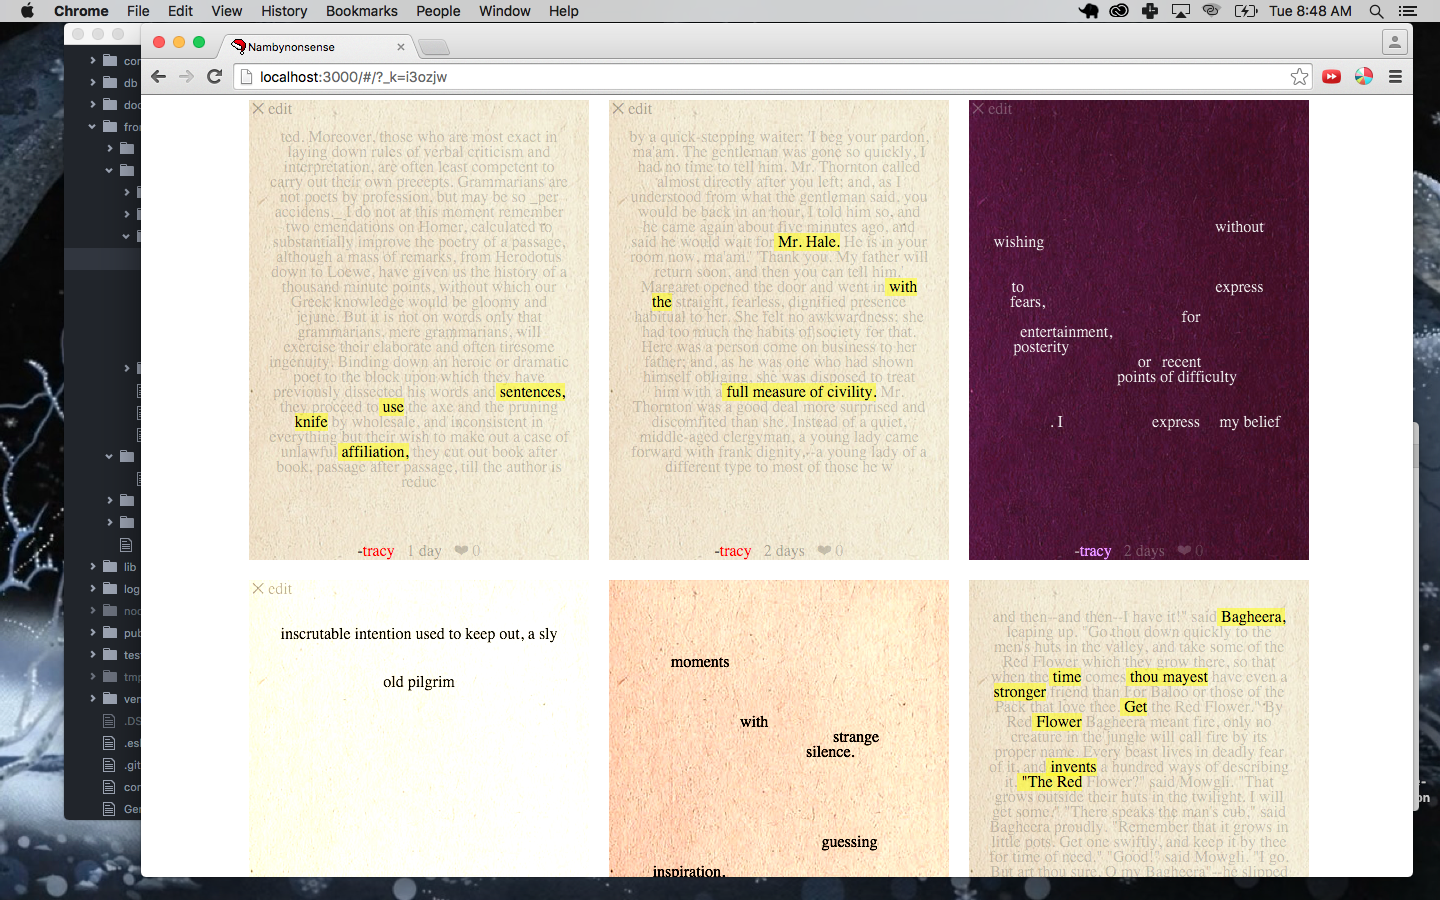 Chrome File Edit View History Bookmarks People Window Help Tue 8:48 AM
Nambynonsense
localhost:3000/#/?_k=i3ozjw
cor
db
doc
fro
lib
log
noc
pub
test
tmp
ver
.DS
.esl
.git
cor
Ger
on
edit
ted. Moreover, those who are most exact in
laying down rules of verbal criticism and
interpretation, are often least competent to
carry out their own precepts. Grammarians are
not poets by profession, but may be so _per
accidens._ I do not at this moment remember
two emendations on Homer, calculated to
substantially improve the poetry of a passage,
although a mass of remarks, from Herodotus
down to Loewe, have given us the history of a
thousand minute points, without which our
Greek knowledge would be gloomy and
jejune. But it is not on words only that
grammarians, mere grammarians, will
exercise their elaborate and often tiresome
ingenuity. Binding down an heroic or dramatic
poet to the block upon which they have
previously dissected his words and sentences,
they proceed to use the axe and the pruning
knife by wholesale, and inconsistent in
everything but their wish to make out a case of
unlawful affiliation, they cut out book after
book, passage after passage, till the author is
reduc
-tracy 1 day 0
edit
by a quick-stepping waiter: 'I beg your pardon,
ma'am. The gentleman was gone so quickly, I
had no time to tell him. Mr. Thornton called
almost directly after you left; and, as I
understood from what the gentleman said, you
would be back in an hour, I told him so, and
he came again about five minutes ago, and
said he would wait for Mr. Hale. He is in your
room now, ma'am.' 'Thank you. My father will
return soon, and then you can tell him.'
Margaret opened the door and went in with
the straight, fearless, dignified presence
habitual to her. She felt no awkwardness; she
had too much the habits of society for that.
Here was a person come on business to her
father; and, as he was one who had shown
himself obliging, she was disposed to treat
him with a full measure of civility. Mr.
Thornton was a good deal more surprised and
discomfited than she. Instead of a quiet,
middle-aged clergyman, a young lady came
forward with frank dignity,--a young lady of a
different type to most of those he w
-tracy 2 days 0
edit
without
wishing
to express
fears,
for
entertainment,
posterity
or recent
points of difficulty
. I express my belief
-tracy 2 days 0
edit
inscrutable intention used to keep out, a sly
old pilgrim
moments
with
strange
silence.
guessing
inspiration.
and then--and then--I have it!" said Bagheera,
leaping up. "Go thou down quickly to the
men's huts in the valley, and take some of the
Red Flower which they grow there, so that
when the time comes thou mayest have even a
stronger friend than I or Baloo or those of the
Pack that love thee. Get the Red Flower." By
Red Flower Bagheera meant fire, only no
creature in the jungle will call fire by its
proper name. Every beast lives in deadly fear
of it, and invents a hundred ways of describing
it. "The Red Flower?" said Mowgli. "That
grows outside their huts in the twilight. I will
get some." "There speaks the man's cub," said
Bagheera proudly. "Remember that it grows in
little pots. Get one swiftly, and keep it by thee
for time of need." "Good!" said Mowgli. "I go.
But art thou sure, O my Bagheera"--he slipped